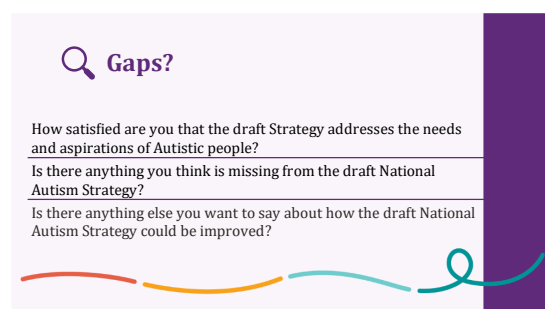 Gaps?
How satisfied are you that the draft Strategy addresses the needs
and aspirations of Autistic people?
Is there anything you think is missing from the draft National
Autism Strategy?
Is there anything else you want to say about how the draft National
Autism Strategy could be improved?